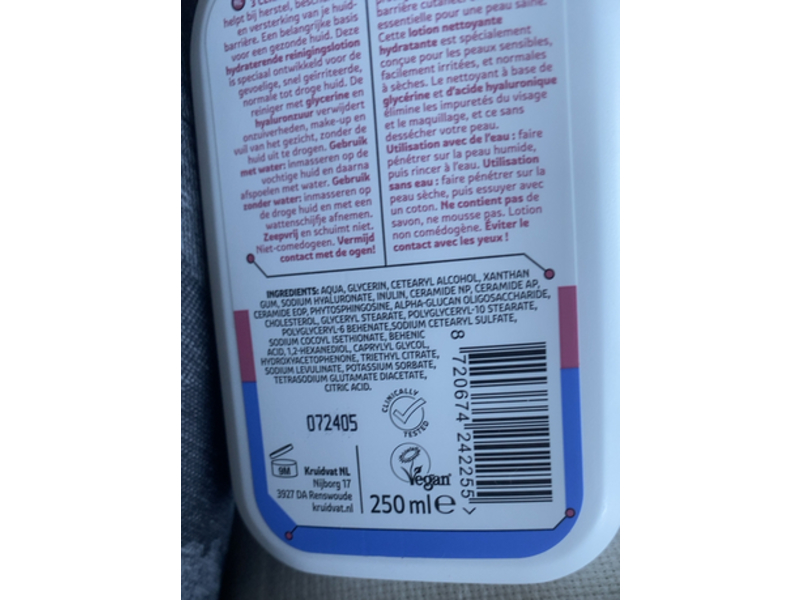 helpt bij herstel,
en versterking van je huid-
barrière. Een belangrijke basis
voor een gezonde huid. Deze
hydraterende reinigingslotion
is speciaal ontwikkeld voor de
gevoelige, snel geïrriteerde,
normale tot droge huid. De
reiniger met glycerine en
hyaluronzuur verwijdert
onzuiverheden, make-up en
vuil van het gezicht, zonder de
huid uit te drogen. Gebruik
met water: inmasseren op de
vochtige huid en daarna
afspoelen met water. Gebruik
zonder water: inmasseren op
de droge huid en met een
wattenschijfje afnemen.
Zeepvrij en schuimt niet.
Niet-comedogeen. Vermijd
contact met de ogen!
barrière cutanée
essentielle pour une peau saine.
Cette lotion nettoyante
hydratante est spécialement
conçue pour les peaux sensibles,
facilement irritées, et normales
à sèches. Le nettoyant à base de
glycérine et d'acide hyaluronique
élimine les impuretés du visage
et le maquillage, et ce sans
dessécher votre peau.
Utilisation avec de l'eau : faire
pénétrer sur la peau humide,
puis rincer à l'eau. Utilisation
sans eau : faire pénétrer sur la
peau sèche, puis essuyer avec
un coton. Ne contient pas de
savon, ne mousse pas. Lotion
non comédogène. Éviter le
contact avec les yeux !
INGREDIENTS: AQUA, GLYCERIN, CETEARYL ALCOHOL, XANTHAN
GUM, SODIUM HYALURONATE, INULIN, CERAMIDE NP, CERAMIDE AP,
CERAMIDE EOP, PHYTOSPHINGOSINE, ALPHA-GLUCAN OLIGOSACCHARIDE,
CHOLESTEROL, GLYCERYL STEARATE, POLYGLYCERYL-10 STEARATE,
POLYGLYCERYL-6 BEHENATE,SODIUM CETEARYL SULFATE,
SODIUM COCOYL ISETHIONATE, BEHENIC
ACID, 1,2-HEXANEDIOL, CAPRYLYL GLYCOL,
HYDROXYACETOPHENONE, TRIETHYL CITRATE,
SODIUM LEVULINATE, POTASSIUM SORBATE,
TETRASODIUM GLUTAMATE DIACETATE,
CITRIC ACID.
072405
CLINICALLY
TESTED
8 720674 242255
9M
Kruidvat NL
Nijborg 17
3927 DA Renswoude
kruidvat.nl
Vegan
250 ml e